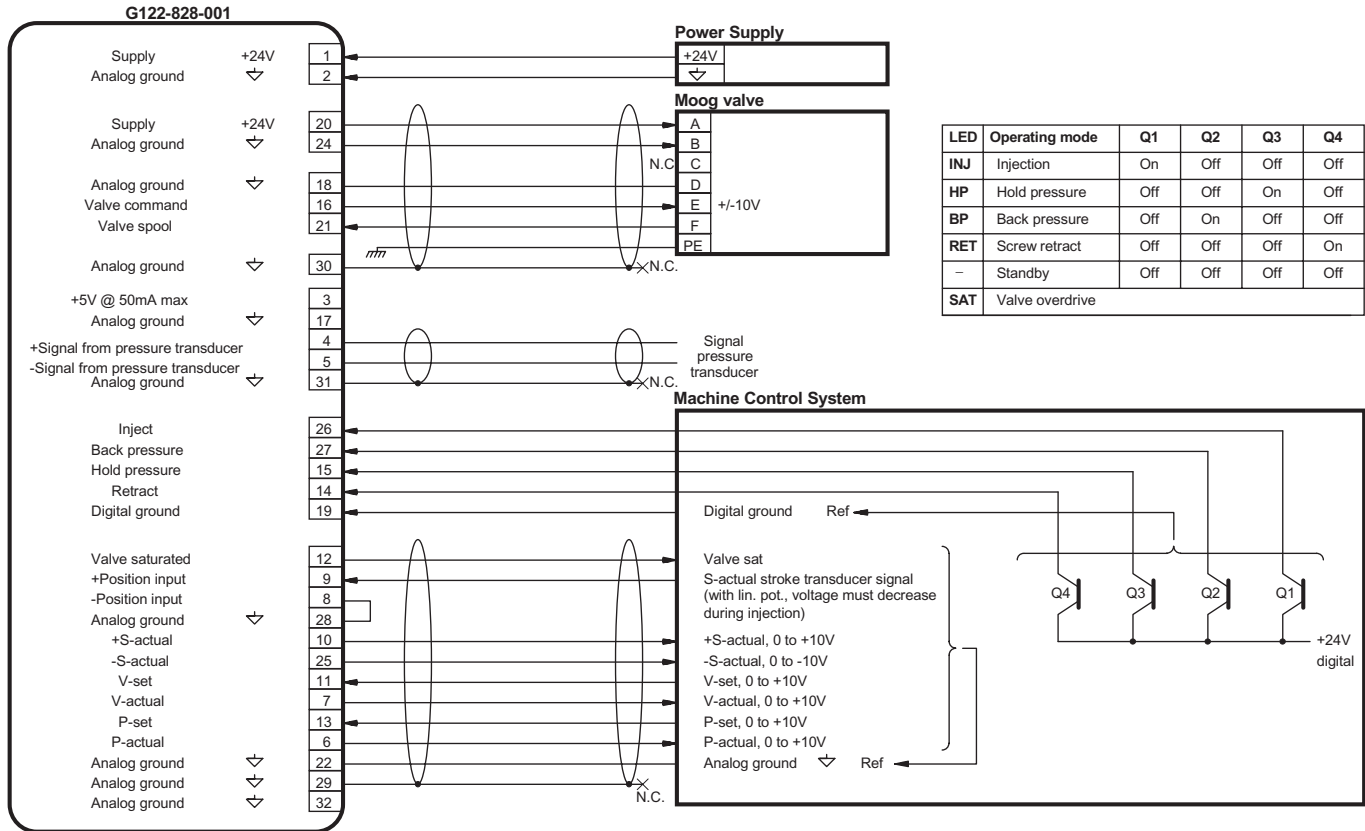 G122-828-001
Supply +24V 1
Analog ground 2
Supply +24V 20
Analog ground 24
Analog ground 18
Valve command 16
Valve spool 21
Analog ground 30
+5V @ 50mA max 3
Analog ground 17
+Signal from pressure transducer 4
-Signal from pressure transducer 5
Analog ground 31
Inject 26
Back pressure 27
Hold pressure 15
Retract 14
Digital ground 19
Valve saturated 12
+Position input 9
-Position input 8
Analog ground 28
+S-actual 10
-S-actual 25
V-set 11
V-actual 7
P-set 13
P-actual 6
Analog ground 22
Analog ground 29
Analog ground 32
Power Supply
+24V
Moog valve
A
B
N.C C
D
E +/-10V
F
PE
N.C.
Signal
pressure
transducer
N.C.
Machine Control System
Digital ground Ref
Valve sat
S-actual stroke transducer signal
(with lin. pot., voltage must decrease
during injection)
+S-actual, 0 to +10V
-S-actual, 0 to -10V
V-set, 0 to +10V
V-actual, 0 to +10V
P-set, 0 to +10V
P-actual, 0 to +10V
Analog ground Ref
N.C.
Q4 Q3 Q2 Q1
+24V
digital
LED Operating mode Q1 Q2 Q3 Q4
INJ Injection On Off Off Off
HP Hold pressure Off Off On Off
BP Back pressure Off On Off Off
RET Screw retract Off Off Off On
– Standby Off Off Off Off
SAT Valve overdrive